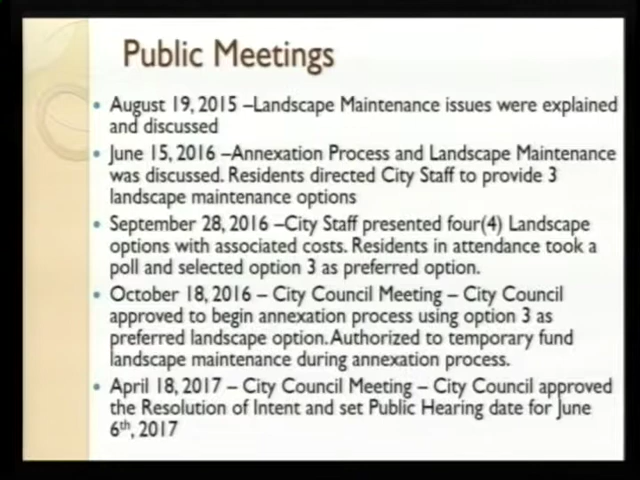 Public Meetings
• August 19, 2015 –Landscape Maintenance issues were explained
and discussed
• June 15, 2016 –Annexation Process and Landscape Maintenance
was discussed. Residents directed City Staff to provide 3
landscape maintenance options
• September 28, 2016 –City Staff presented four(4) Landscape
options with associated costs. Residents in attendance took a
poll and selected option 3 as preferred option.
• October 18, 2016 – City Council Meeting – City Council
approved to begin annexation process using option 3 as
preferred landscape option. Authorized to temporary fund
landscape maintenance during annexation process.
• April 18, 2017 – City Council Meeting – City Council approved
the Resolution of Intent and set Public Hearing date for June
6th, 2017